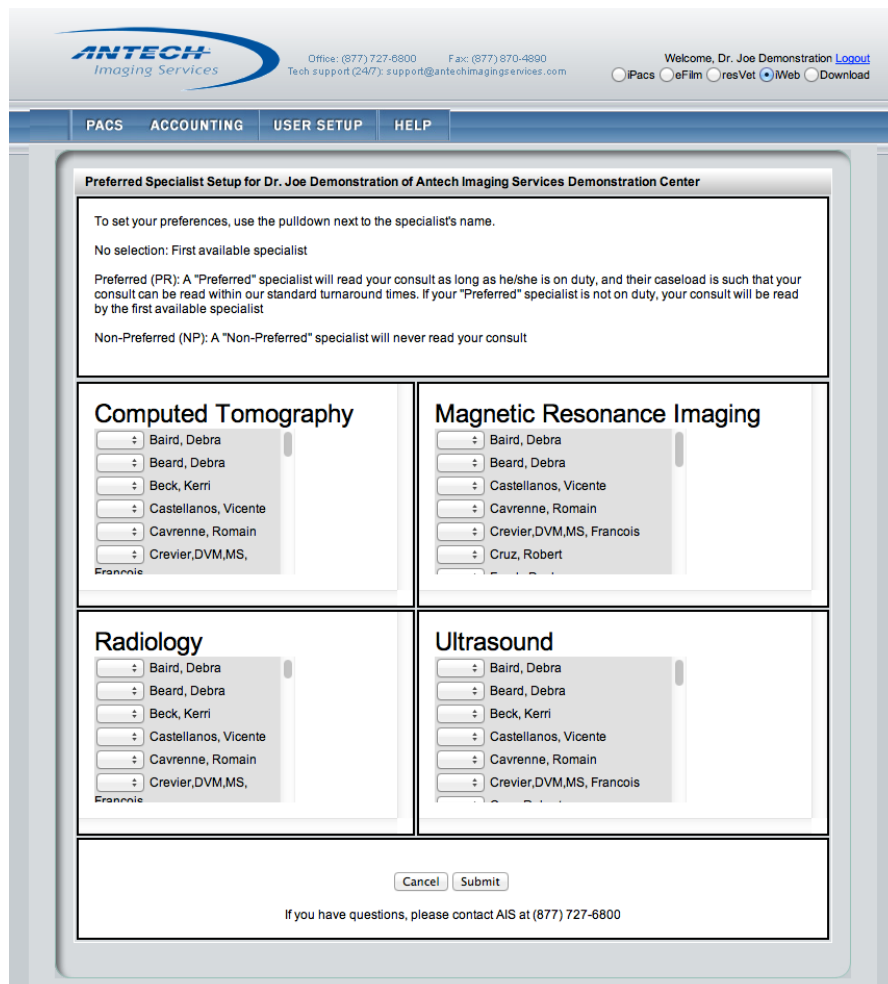 ANTECH
Imaging Services
Office: (877) 727-6800 Fax: (877) 870-4890
Tech support (24/7): support@antechimagingservices.com
Welcome, Dr. Joe Demonstration Logout
iPacs eFilm resVet iWeb Download
PACS ACCOUNTING USER SETUP HELP
Preferred Specialist Setup for Dr. Joe Demonstration of Antech Imaging Services Demonstration Center
To set your preferences, use the pulldown next to the specialist's name.
No selection: First available specialist
Preferred (PR): A "Preferred" specialist will read your consult as long as he/she is on duty, and their caseload is such that your
consult can be read within our standard turnaround times. If your "Preferred" specialist is not on duty, your consult will be read
by the first available specialist
Non-Preferred (NP): A "Non-Preferred" specialist will never read your consult
Computed Tomography
Baird, Debra
Beard, Debra
Beck, Kerri
Castellanos, Vicente
Cavrenne, Romain
Crevier,DVM,MS,
Francois
Magnetic Resonance Imaging
Baird, Debra
Beard, Debra
Castellanos, Vicente
Cavrenne, Romain
Crevier,DVM,MS, Francois
Cruz, Robert
Radiology
Baird, Debra
Beard, Debra
Beck, Kerri
Castellanos, Vicente
Cavrenne, Romain
Crevier,DVM,MS,
Francois
Ultrasound
Baird, Debra
Beard, Debra
Beck, Kerri
Castellanos, Vicente
Cavrenne, Romain
Crevier,DVM,MS, Francois
Cancel Submit
If you have questions, please contact AIS at (877) 727-6800